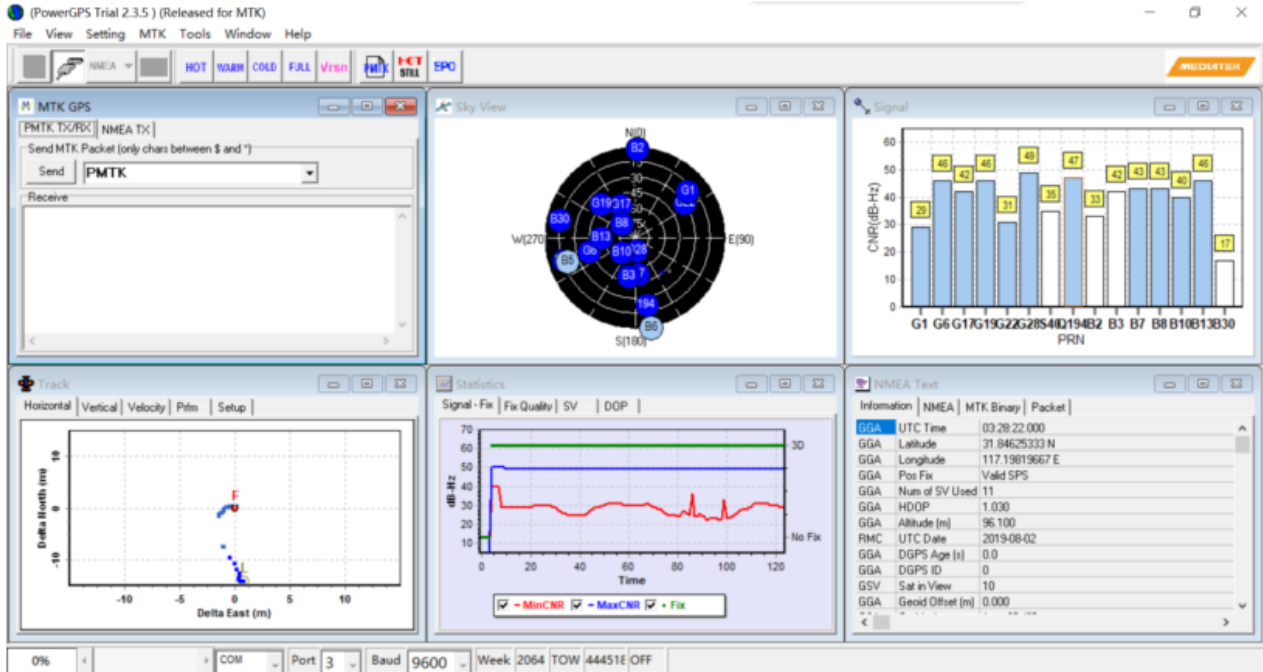 (PowerGPS Trial 2.3.5 ) (Released for MTK)
File View Setting MTK Tools Window Help
NMEA HOT WARM COLD FULL Vrsn PMTK HOT STILL EPO MEDIATEK
MTK GPS
PMTK TX/RX NMEA TX
Send MTK Packet (only chars between $ and *)
Send PMTK
Receive
Sky View
N(0)
B2
15
30
45
G1
G19 G17
B30
B8
W(270)
B13
E(90)
G6
B5
B10
B3
194
B6
S(180)
Signal
CNR(dB-Hz)
60
50
40
30
20
10
0
29 46 42 46 31 49 35 47 33 42 43 43 40 46 17
G1 G6 G17 G19 G22 G28 S40 Q194 B2 B3 B7 B8 B10 B13 B30
PRN
Track
Horizontal Vertical Velocity Prfm Setup
Delta North (m)
10
0
-10
F
L
-10 0 5 10
Delta East (m)
Statistics
Signal - Fix Fix Quality SV DOP
dB-Hz
70
60
50
40
30
20
10
3D
No Fix
0 20 40 60 80 100 120
Time
MinCNR MaxCNR Fix
NMEA Text
Information NMEA MTK Binary Packet
GGA UTC Time 03:28:22.000
GGA Latitude 31.84625333 N
GGA Longitude 117.19819667 E
GGA Pos Fix Valid SPS
GGA Num of SV Used 11
GGA HDOP 1.030
GGA Altitude (m) 96.100
RMC UTC Date 2019-08-02
GGA DGPS Age (s) 0.0
GGA DGPS ID 0
GSV Sat in View 10
GGA Geoid Offset (m) 0.000
0% COM Port 3 Baud 9600 Week 2064 TOW 444518 OFF